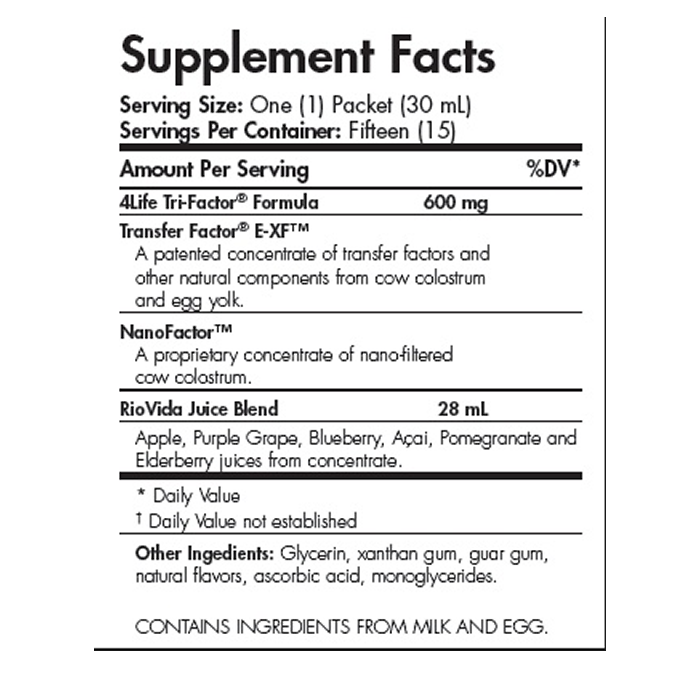 Supplement Facts
Serving Size: One (1) Packet (30 mL)
Servings Per Container: Fifteen (15)
Amount Per Serving %DV*
4Life Tri-Factor® Formula 600 mg
Transfer Factor® E-XF™
A patented concentrate of transfer factors and
other natural components from cow colostrum
and egg yolk.
NanoFactor™
A proprietary concentrate of nano-filtered
cow colostrum.
RioVida Juice Blend 28 mL
Apple, Purple Grape, Blueberry, Açai, Pomegranate and
Elderberry juices from concentrate.
* Daily Value
† Daily Value not established
Other Ingedients: Glycerin, xanthan gum, guar gum,
natural flavors, ascorbic acid, monoglycerides.
CONTAINS INGREDIENTS FROM MILK AND EGG.